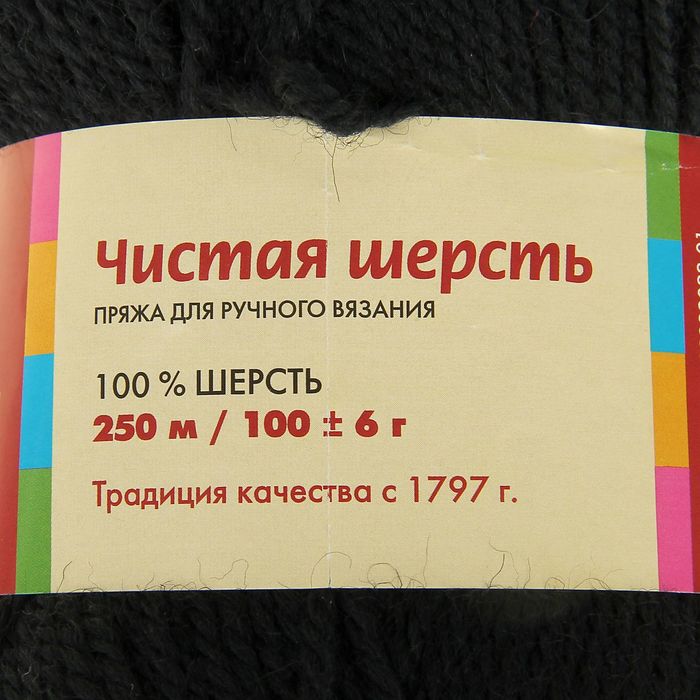 Чистая шерсть
ПРЯЖА ДЛЯ РУЧНОГО ВЯЗАНИЯ
100 % ШЕРСТЬ
250 м / 100 ± 6 г
Традиция качества с 1797 г.